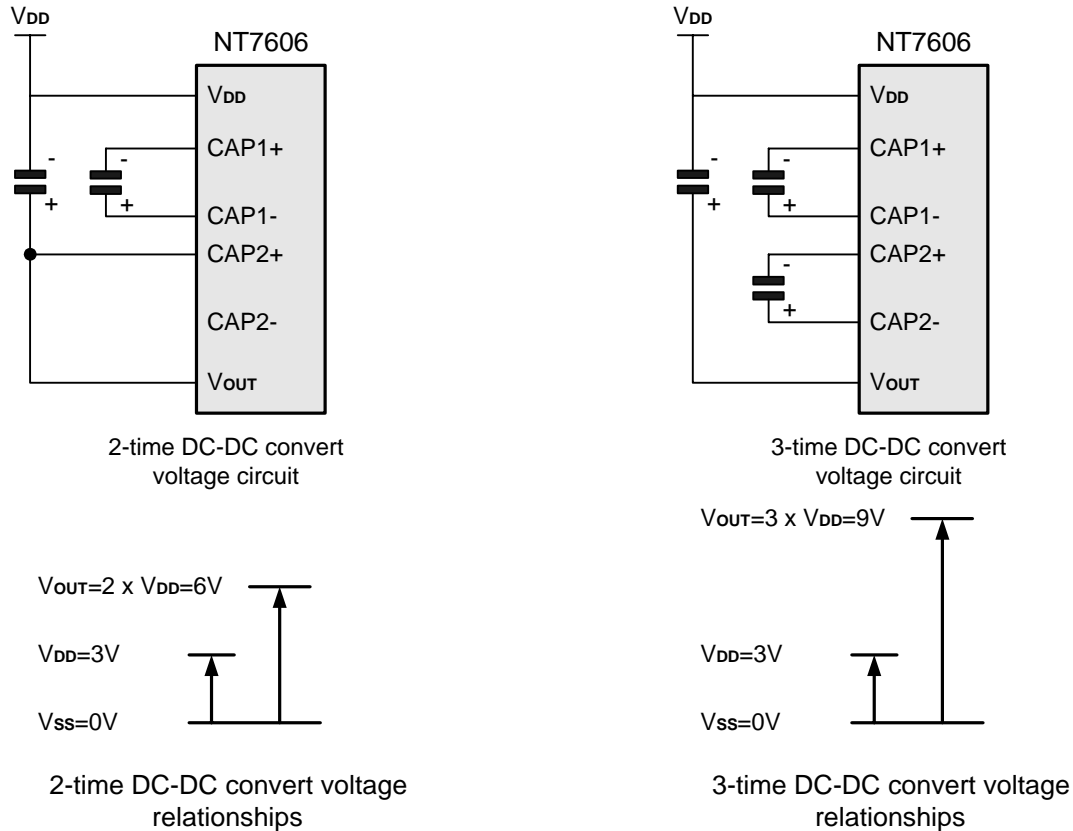 VDD
NT7606
VDD
-
-
CAP1+
+
+
CAP1-
CAP2+
CAP2-
VOUT
2-time DC-DC convert
voltage circuit
VDD
NT7606
VDD
-
-
CAP1+
+
+
CAP1-
CAP2+
-
+
CAP2-
VOUT
3-time DC-DC convert
voltage circuit
VOUT=2 x VDD=6V
VDD=3V
VSS=0V
2-time DC-DC convert voltage
relationships
VOUT=3 x VDD=9V
VDD=3V
VSS=0V
3-time DC-DC convert voltage
relationships